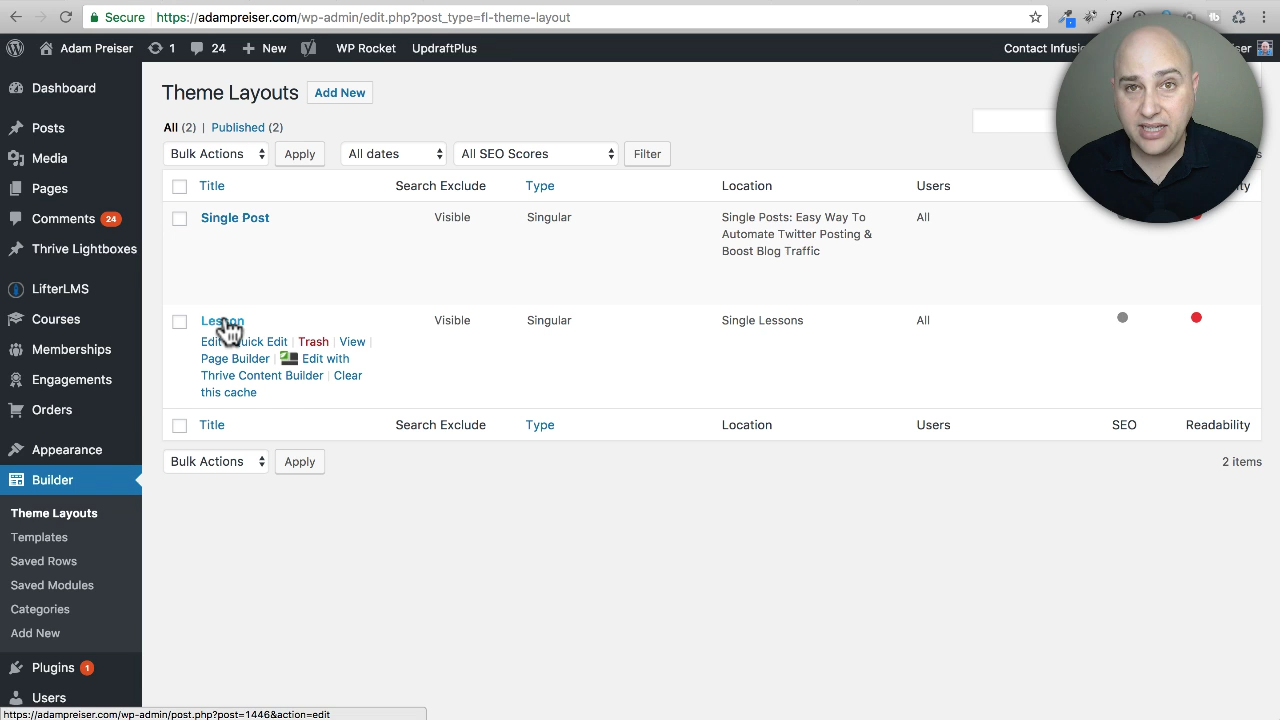 Secure https://adampreiser.com/wp-admin/edit.php?post_type=fl-theme-layout
Adam Preiser 1 24 New WP Rocket UpdraftPlus Contact Infusi
Dashboard
Posts
Media
Pages
Comments 24
Thrive Lightboxes
LifterLMS
Courses
Memberships
Engagements
Orders
Appearance
Builder
Theme Layouts
Templates
Saved Rows
Saved Modules
Categories
Add New
Plugins 1
Users
Theme Layouts Add New
All (2) | Published (2)
Bulk Actions Apply All dates All SEO Scores Filter
Title Search Exclude Type Location Users
Single Post Visible Singular Single Posts: Easy Way To All
Automate Twitter Posting &
Boost Blog Traffic
Lesson Visible Singular Single Lessons All
Edit | Quick Edit | Trash | View |
Page Builder | Edit with
Thrive Content Builder | Clear
this cache
Title Search Exclude Type Location Users SEO Readability
Bulk Actions Apply 2 items
https://adampreiser.com/wp-admin/post.php?post=1446&action=edit